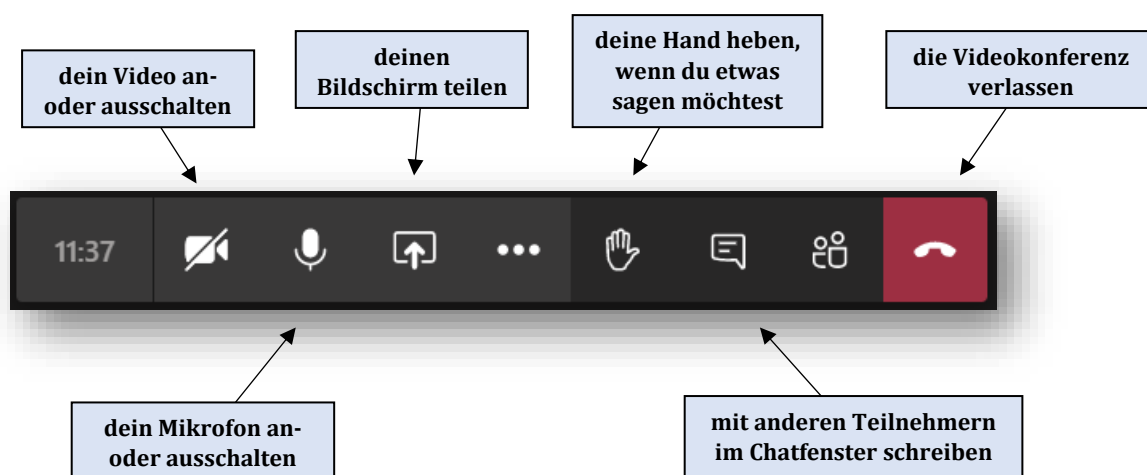 dein Video an-
oder ausschalten
deinen
Bildschirm teilen
deine Hand heben,
wenn du etwas
sagen möchtest
die Videokonferenz
verlassen
11:37
dein Mikrofon an-
oder ausschalten
mit anderen Teilnehmern
im Chatfenster schreiben